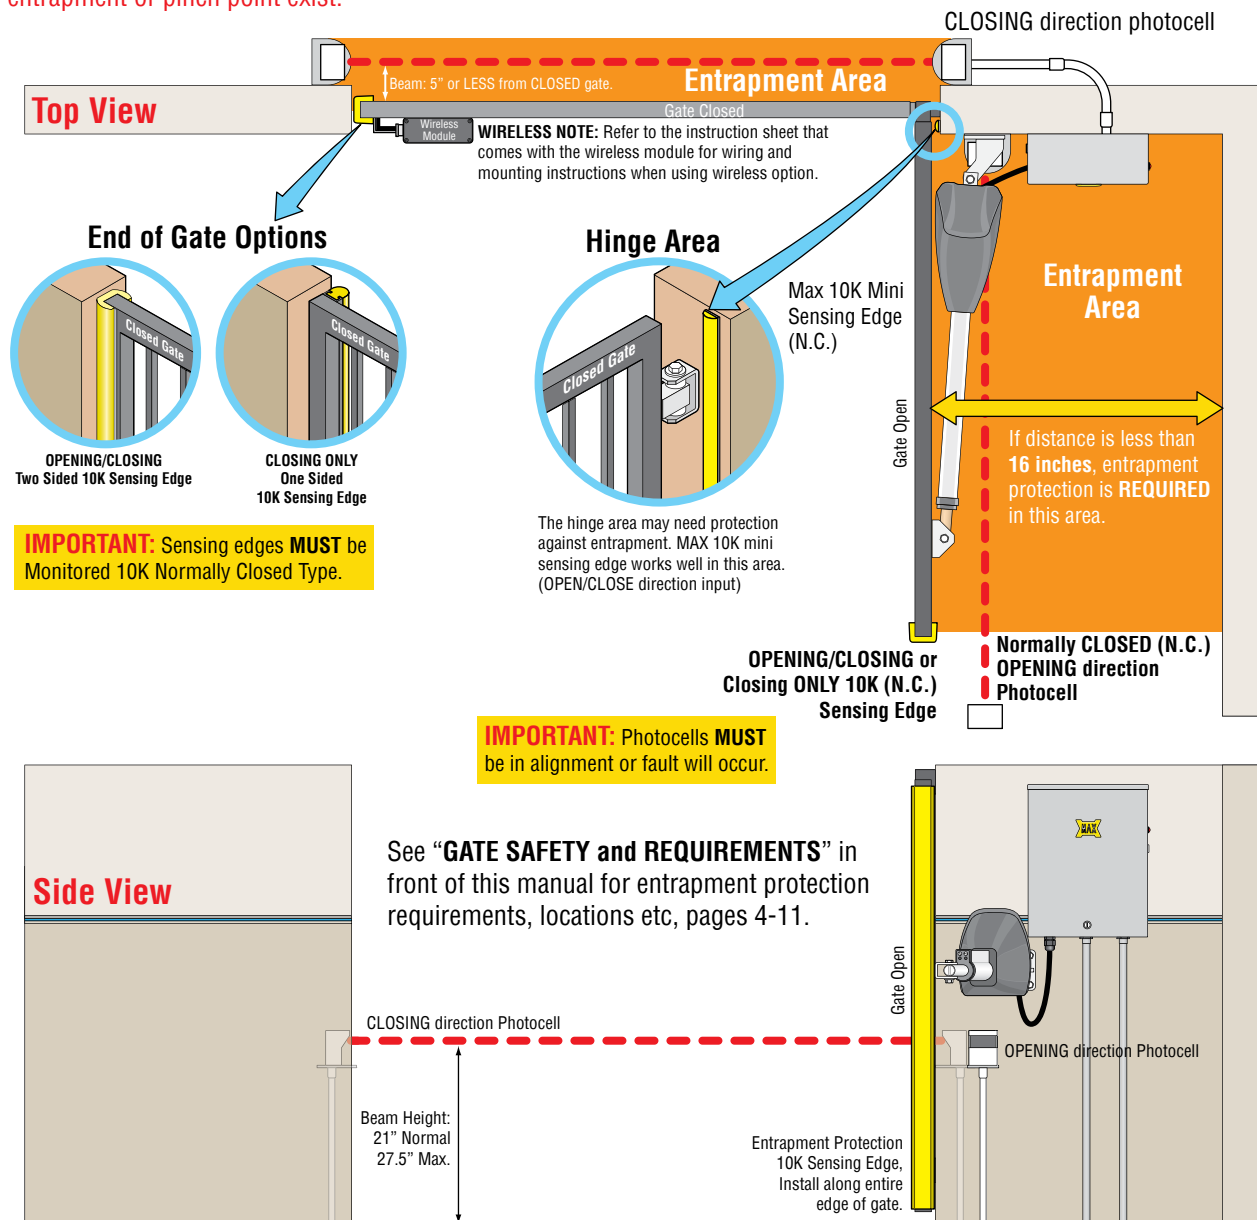 entrapment or pinch point exist.
CLOSING direction photocell
Beam: 5” or LESS from CLOSED gate.
Entrapment Area
Top View
Gate Closed
Wireless
Module
WIRELESS NOTE: Refer to the instruction sheet that
comes with the wireless module for wiring and
mounting instructions when using wireless option.
End of Gate Options
Closed Gate
Closed Gate
OPENING/CLOSING
Two Sided 10K Sensing Edge
CLOSING ONLY
One Sided
10K Sensing Edge
IMPORTANT: Sensing edges MUST be
Monitored 10K Normally Closed Type.
Hinge Area
Closed Gate
Max 10K Mini
Sensing Edge
(N.C.)
The hinge area may need protection
against entrapment. MAX 10K mini
sensing edge works well in this area.
(OPEN/CLOSE direction input)
Entrapment
Area
Gate Open
If distance is less than
16 inches, entrapment
protection is REQUIRED
in this area.
OPENING/CLOSING or
Closing ONLY 10K (N.C.)
Sensing Edge
Normally CLOSED (N.C.)
OPENING direction
Photocell
IMPORTANT: Photocells MUST
be in alignment or fault will occur.
Side View
See “GATE SAFETY and REQUIREMENTS” in
front of this manual for entrapment protection
requirements, locations etc, pages 4-11.
MAX
Gate Open
CLOSING direction Photocell
OPENING direction Photocell
Beam Height:
21” Normal
27.5” Max.
Entrapment Protection
10K Sensing Edge,
Install along entire
edge of gate.